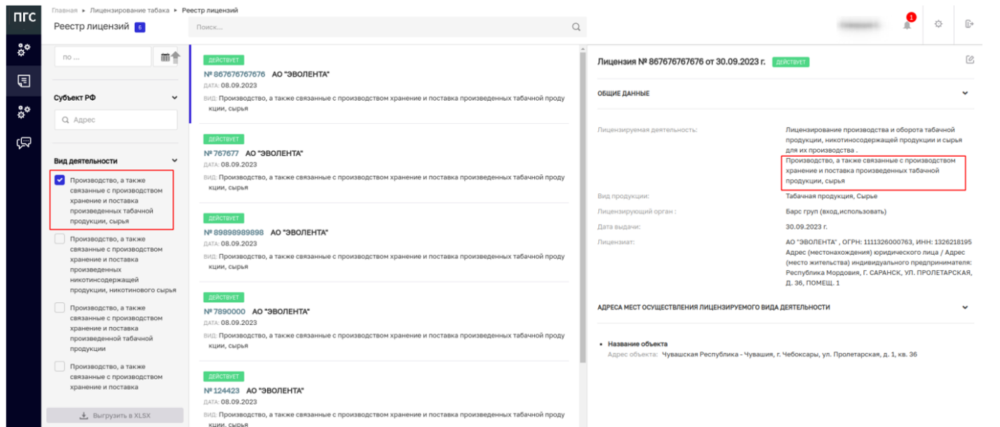 ПГС
Главная ▸ Лицензирование табака ▸ Реестр лицензий
Реестр лицензий 6
Поиск...
1
по ...
Субъект РФ
Адрес
Вид деятельности
Производство, а также
связанные с производством
хранение и поставка
произведенных табачной
продукции, сырья
Производство, а также
связанные с производством
хранение и поставка
произведенных
никотинсодержащей
продукции, никотинового сырья
Производство, а также
связанные с производством
хранение и поставка
произведенной табачной
продукции
Производство, а также
связанные с производством
хранение и поставка
Выгрузить в XLSX
ДЕЙСТВУЕТ
№ 867676767676 АО "ЭВОЛЕНТА"
ДАТА: 08.09.2023
ВИД: Производство, а также связанные с производством хранение и поставка произведенных табачной проду
кции, сырья
ДЕЙСТВУЕТ
№ 767677 АО "ЭВОЛЕНТА"
ДАТА: 08.09.2023
ВИД: Производство, а также связанные с производством хранение и поставка произведенных табачной проду
кции, сырья
ДЕЙСТВУЕТ
№ 89898989898 АО "ЭВОЛЕНТА"
ДАТА: 08.09.2023
ВИД: Производство, а также связанные с производством хранение и поставка произведенных табачной проду
кции, сырья
ДЕЙСТВУЕТ
№ 7890000 АО "ЭВОЛЕНТА"
ДАТА: 08.09.2023
ВИД: Производство, а также связанные с производством хранение и поставка произведенных табачной проду
кции, сырья
ДЕЙСТВУЕТ
№ 124423 АО "ЭВОЛЕНТА"
ДАТА: 08.09.2023
ВИД: Производство, а также связанные с производством хранение и поставка произведенных табачной проду
кции, сырья
Лицензия № 867676767676 от 30.09.2023 г. ДЕЙСТВУЕТ
ОБЩИЕ ДАННЫЕ
Лицензируемая деятельность: Лицензирование производства и оборота табачной
продукции, никотиносодержащей продукции и сырья
для их производства .
Производство, а также связанные с производством
хранение и поставка произведенных табачной
продукции, сырья
Вид продукции: Табачная продукция, Сырье
Лицензирующий орган : Барс груп (вход,использовать)
Дата выдачи: 30.09.2023 г.
Лицензиат: АО "ЭВОЛЕНТА" , ОГРН: 1111326000763, ИНН: 1326218195
Адрес (местонахождения) юридического лица / Адрес
(место жительства) индивидуального предпринимателя:
Республика Мордовия, Г. САРАНСК, УЛ. ПРОЛЕТАРСКАЯ,
Д. 36, ПОМЕЩ. 1
АДРЕСА МЕСТ ОСУЩЕСТВЛЕНИЯ ЛИЦЕНЗИРУЕМОГО ВИДА ДЕЯТЕЛЬНОСТИ
Название объекта
Адрес объекта: Чувашская Республика - Чувашия, г. Чебоксары, ул. Пролетарская, д. 1, кв. 36